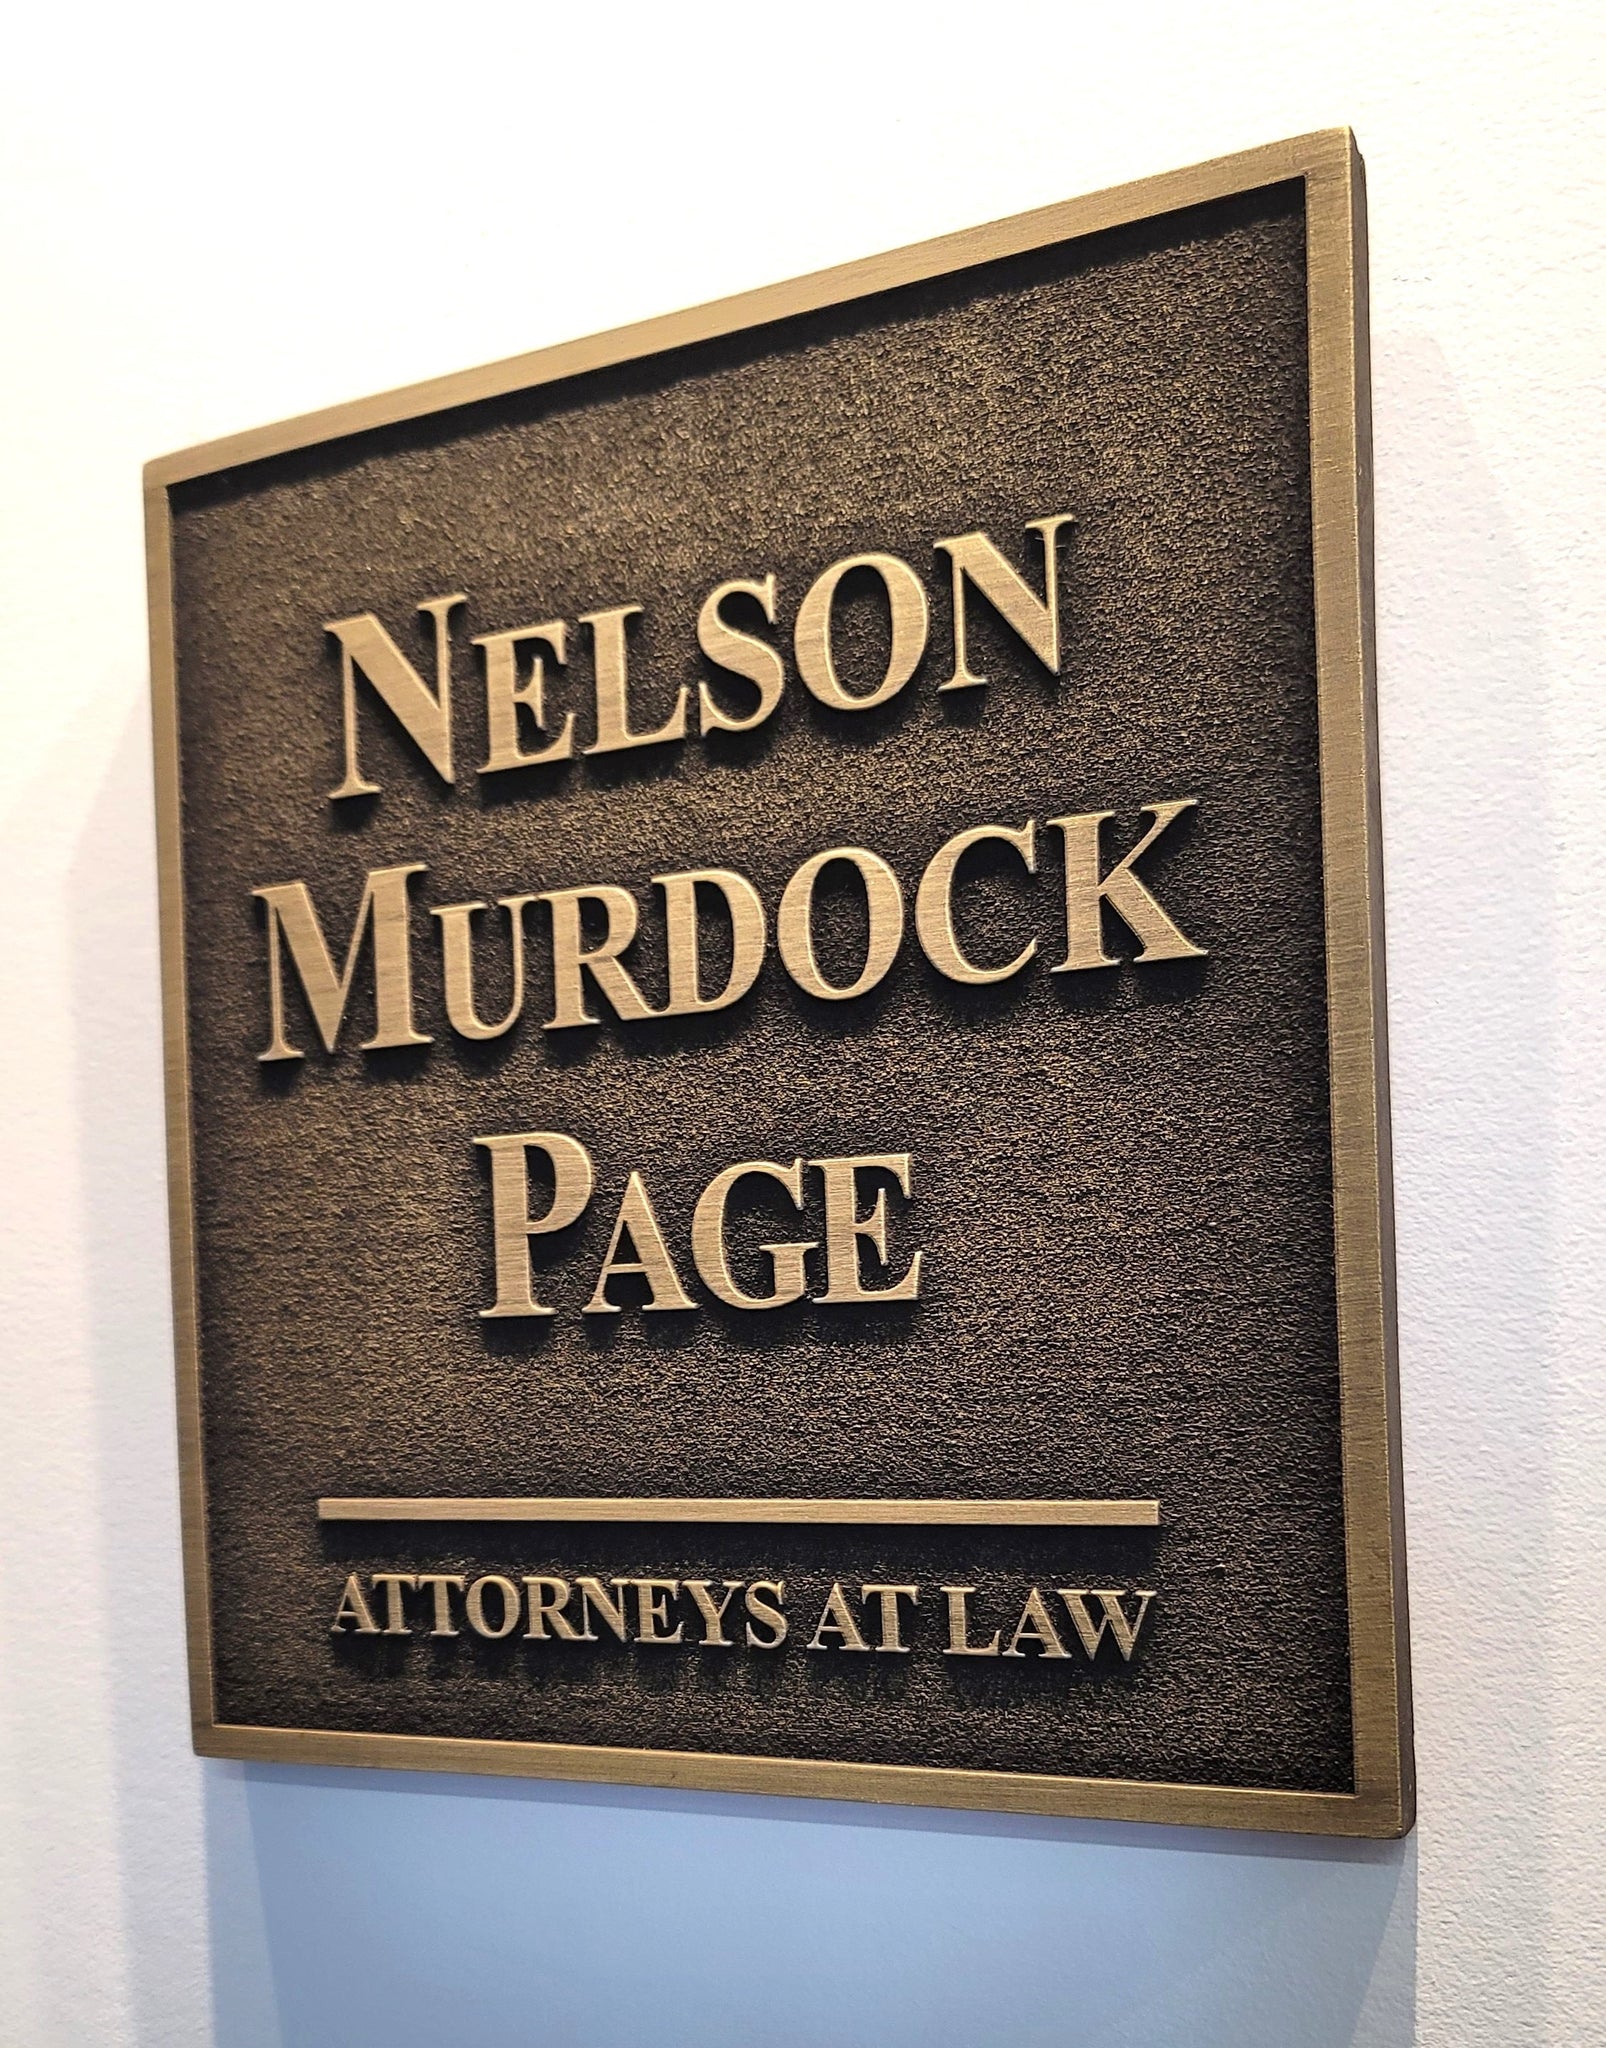 NELSON
MURDOCK
PAGE
ATTORNEYS AT LAW